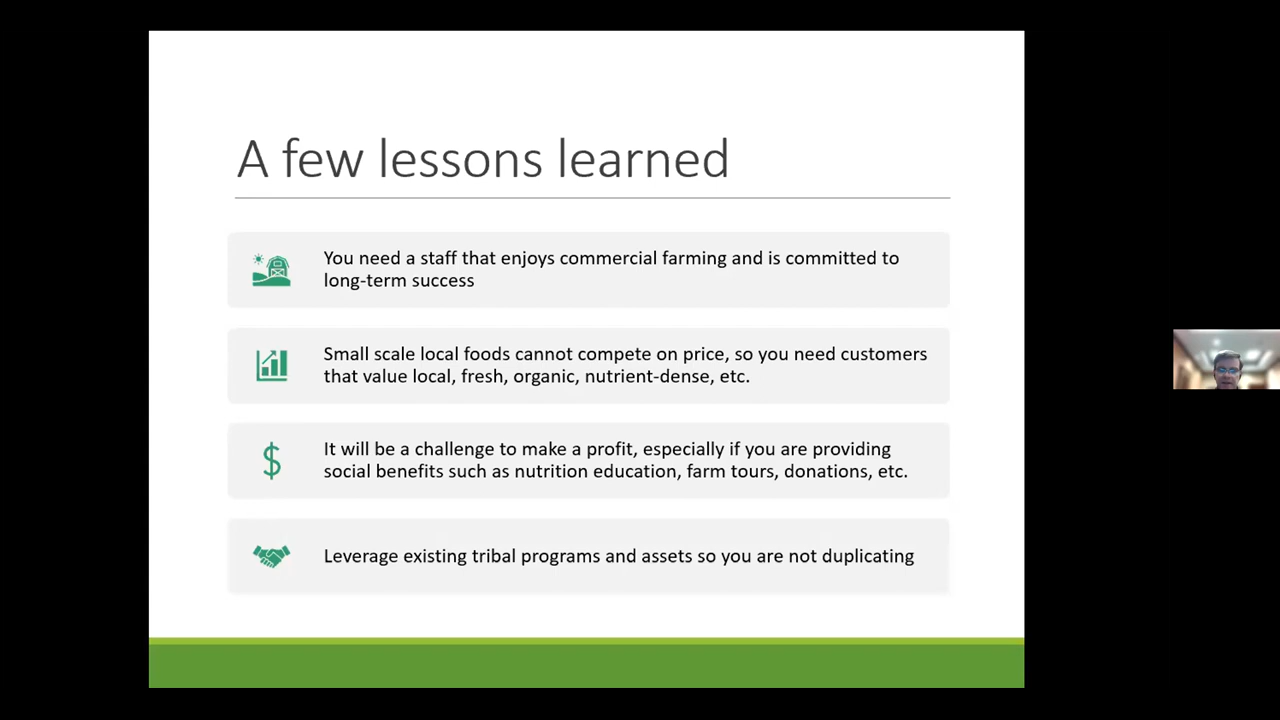 A few lessons learned
You need a staff that enjoys commercial farming and is committed to
long-term success
Small scale local foods cannot compete on price, so you need customers
that value local, fresh, organic, nutrient-dense, etc.
It will be a challenge to make a profit, especially if you are providing
social benefits such as nutrition education, farm tours, donations, etc.
Leverage existing tribal programs and assets so you are not duplicating